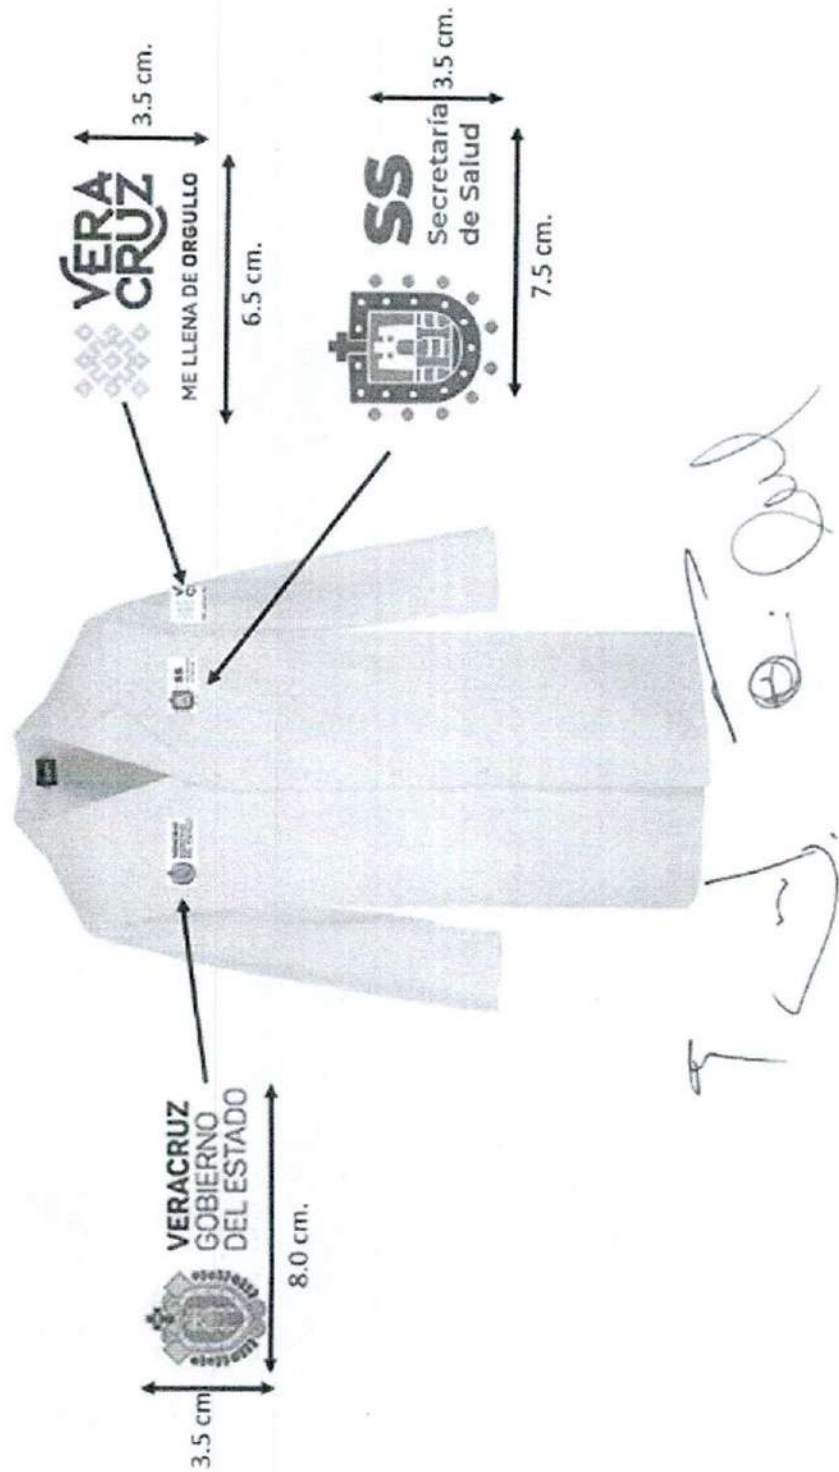 VERACRUZ
GOBIERNO
DEL ESTADO
3.5 cm
8.0 cm.
VERA
CRUZ
ME LLENA DE ORGULLO
3.5 cm.
6.5 cm.
SS
Secretaría
de Salud
3.5 cm.
7.5 cm.
SS